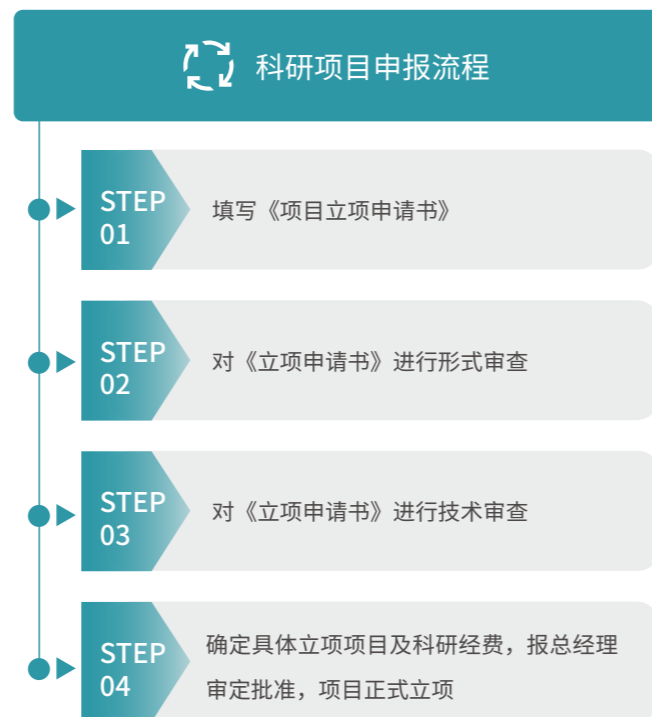 科研项目申报流程
STEP
01
填写《项目立项申请书》
STEP
02
对《立项申请书》进行形式审查
STEP
03
对《立项申请书》进行技术审查
STEP
04
确定具体立项项目及科研经费，报总经理
审定批准，项目正式立项